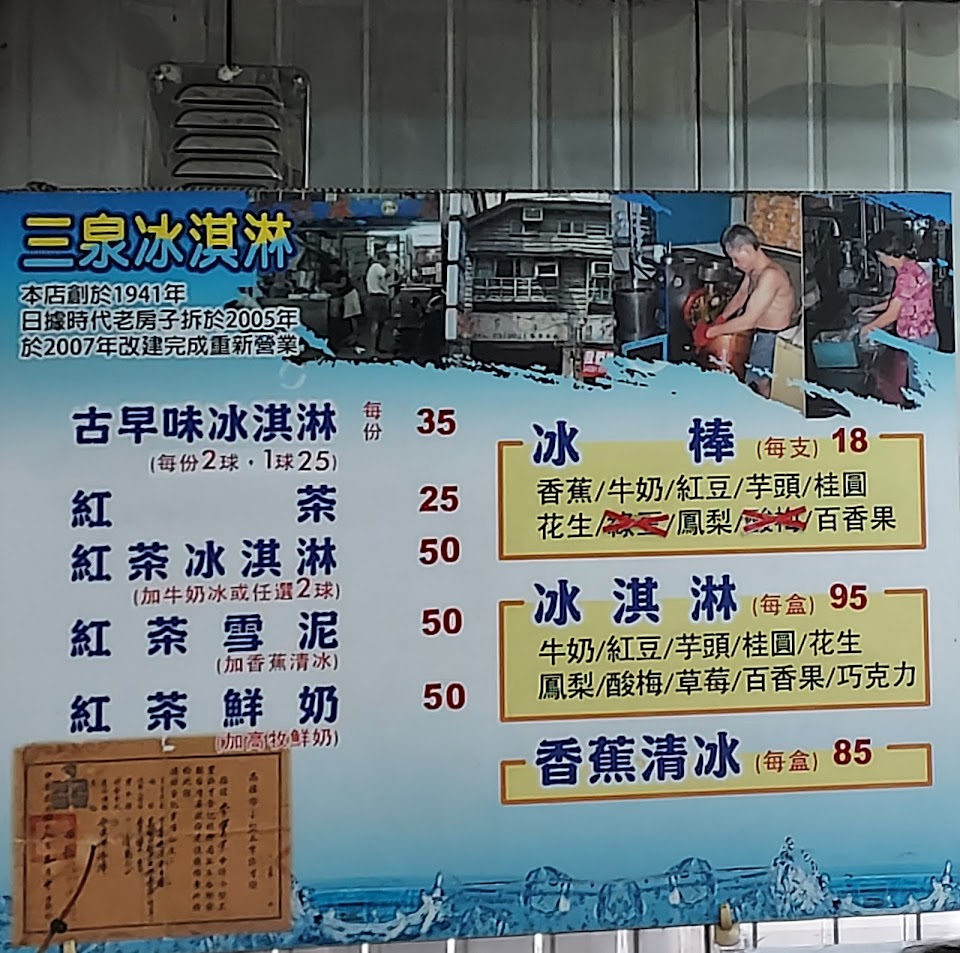 三泉冰淇淋
本店創於1941年
日據時代老房子拆於2005年
於2007年改建完成重新營業
古早味冰淇淋 每份 35
(每份2球·1球25)
紅茶 25
紅茶冰淇淋 50
(加牛奶冰或任選2球)
紅茶雪泥 50
(加香蕉清冰)
紅茶鮮奶 50
(加高牧鮮奶)
冰棒 (每支) 18
香蕉/牛奶/紅豆/芋頭/桂圓
花生/綠豆/鳳梨/酸梅/百香果
冰淇淋 (每盒) 95
牛奶/紅豆/芋頭/桂圓/花生
鳳梨/酸梅/草莓/百香果/巧克力
香蕉清冰 (每盒) 85